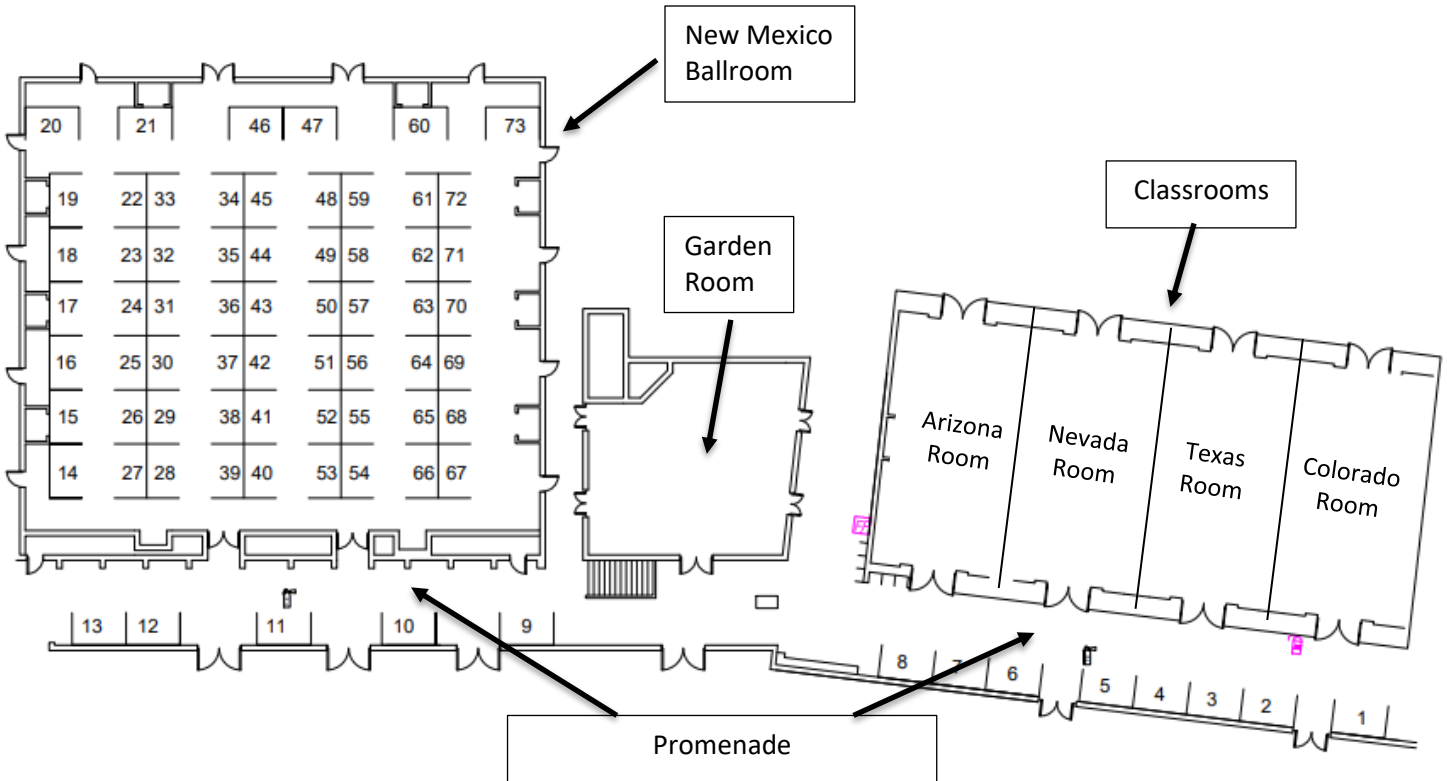 New Mexico
Ballroom
20 21 46 47 60 73
19 22 33 34 45 48 59 61 72
18 23 32 35 44 49 58 62 71
17 24 31 36 43 50 57 63 70
16 25 30 37 42 51 56 64 69
15 26 29 38 41 52 55 65 68
14 27 28 39 40 53 54 66 67
Garden
Room
Classrooms
Arizona
Room
Nevada
Room
Texas
Room
Colorado
Room
13 12 11 10 9
8 7 6 5 4 3 2 1
Promenade